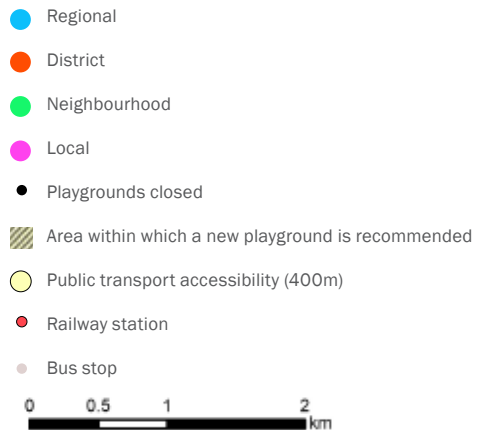 Regional
District
Neighbourhood
Local
Playgrounds closed
Area within which a new playground is recommended
Public transport accessibility (400m)
Railway station
Bus stop
0 0.5 1 2
km